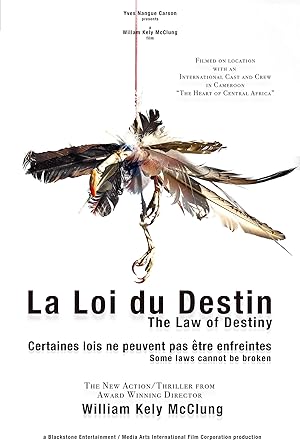 Yves Nangue Carson
presents
a
William Kely McClung
film
Filmed on location
with an
International Cast and Crew
in Cameroon
"The Heart of Central Africa"
La Loi du Destin
The Law of Destiny
Certaines lois ne peuvent pas être enfreintes
Some laws cannot be broken
The New Action/Thriller from
Award Winning Director
William Kely McClung
a Blackstone Entertainment / Media Arts International Film Corporation production